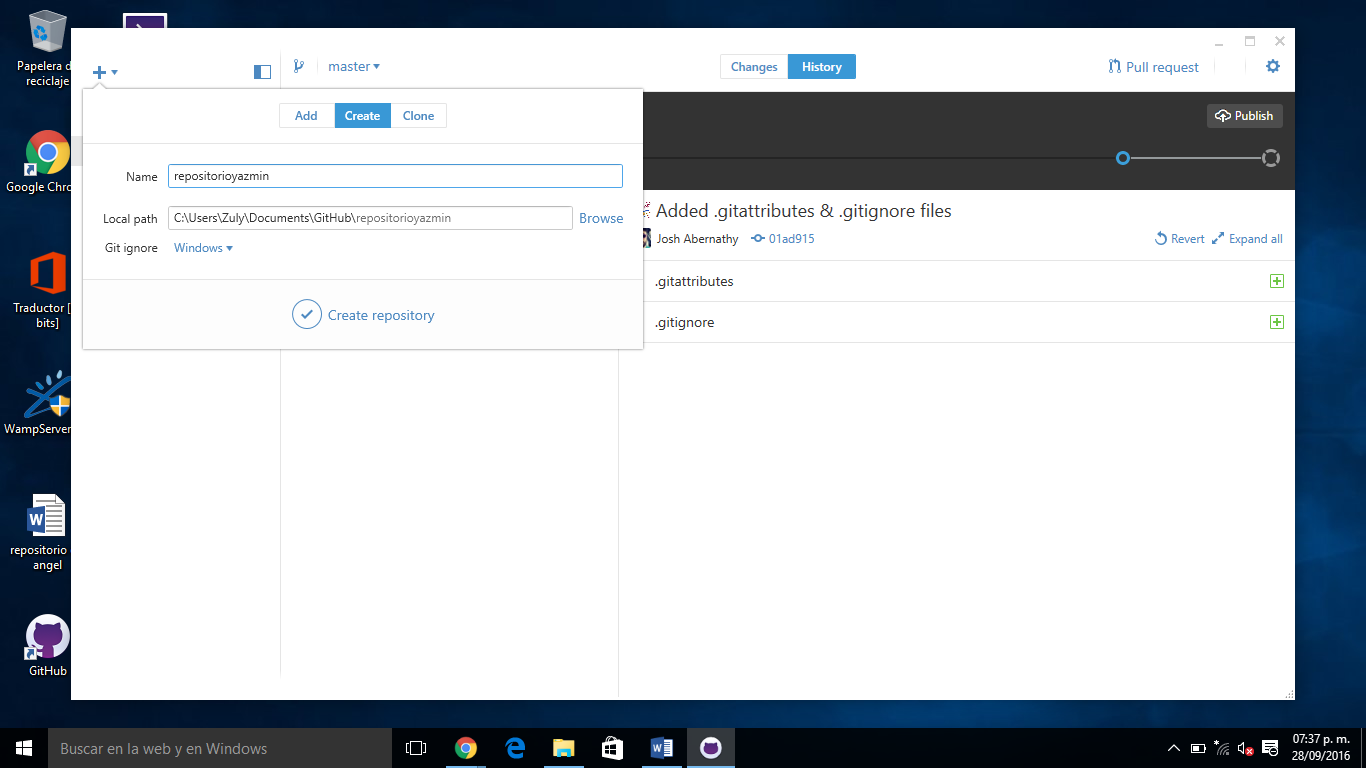 Papelera d
reciclaje
Google Chro
Traductor [
bits]
WampServer
repositorio
angel
GitHub
master
Changes
History
Pull request
Add
Create
Clone
Publish
Name
repositorioyazmin
Local path
C:\Users\Zuly\Documents\GitHub\repositorioyazmin
Browse
Git ignore
Windows
Create repository
Added .gitattributes & .gitignore files
Josh Abernathy
01ad915
Revert
Expand all
.gitattributes
.gitignore
Buscar en la web y en Windows
07:37 p. m.
28/09/2016